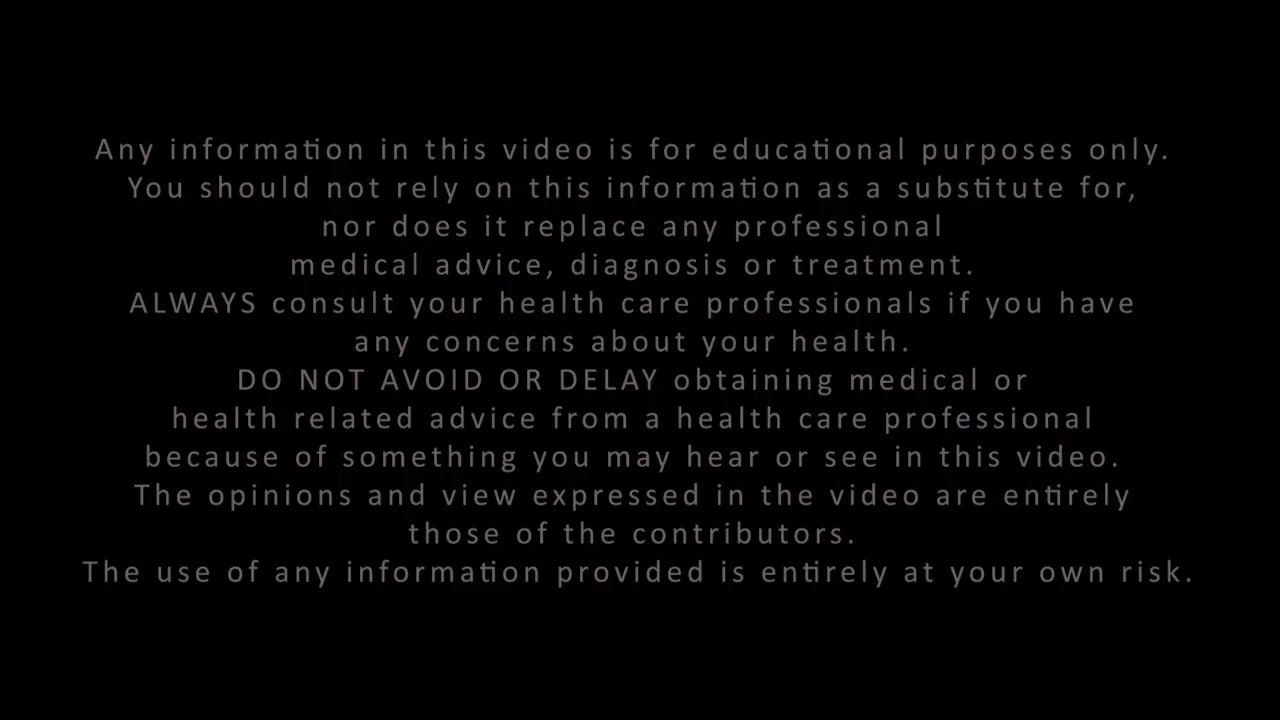 Any information in this video is for educational purposes only.
You should not rely on this information as a substitute for,
nor does it replace any professional
medical advice, diagnosis or treatment.
ALWAYS consult your health care professionals if you have
any concerns about your health.
DO NOT AVOID OR DELAY obtaining medical or
health related advice from a health care professional
because of something you may hear or see in this video.
The opinions and view expressed in the video are entirely
those of the contributors.
The use of any information provided is entirely at your own risk.